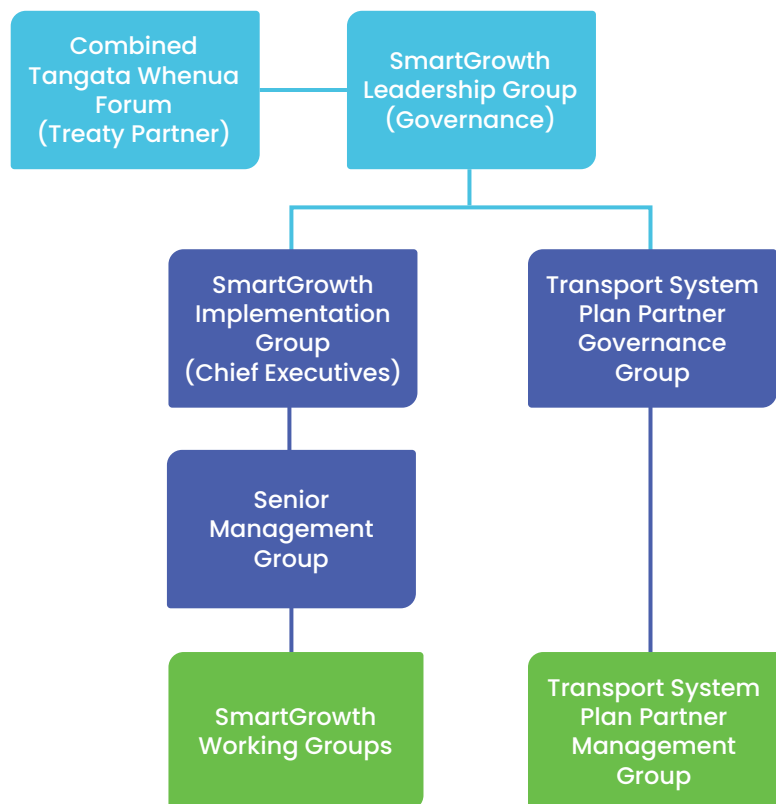 Combined
Tangata Whenua
Forum
(Treaty Partner)
SmartGrowth
Leadership Group
(Governance)
SmartGrowth
Implementation
Group
(Chief Executives)
Transport System
Plan Partner
Governance
Group
Senior
Management
Group
SmartGrowth
Working Groups
Transport System
Plan Partner
Management
Group